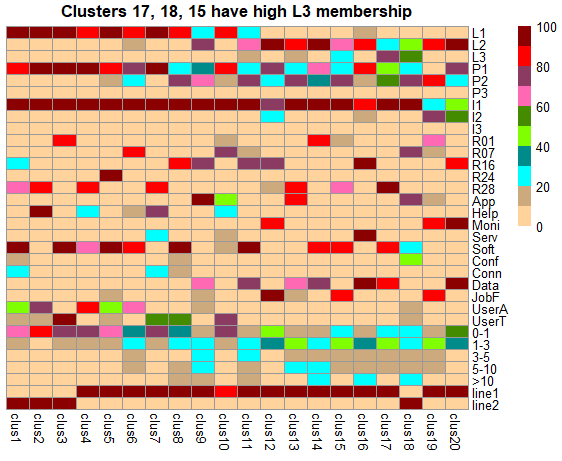 Clusters 17, 18, 15 have high L3 membership
L1
L2
L3
P1
P2
P3
I1
I2
I3
R01
R07
R16
R24
R28
App
Help
Moni
Serv
Soft
Conf
Conn
Data
JobF
UserA
UserT
0-1
1-3
3-5
5-10
>10
line1
line2
100
80
60
40
20
0
clus1
clus2
clus3
clus4
clus5
clus6
clus7
clus8
clus9
clus10
clus11
clus12
clus13
clus14
clus15
clus16
clus17
clus18
clus19
clus20